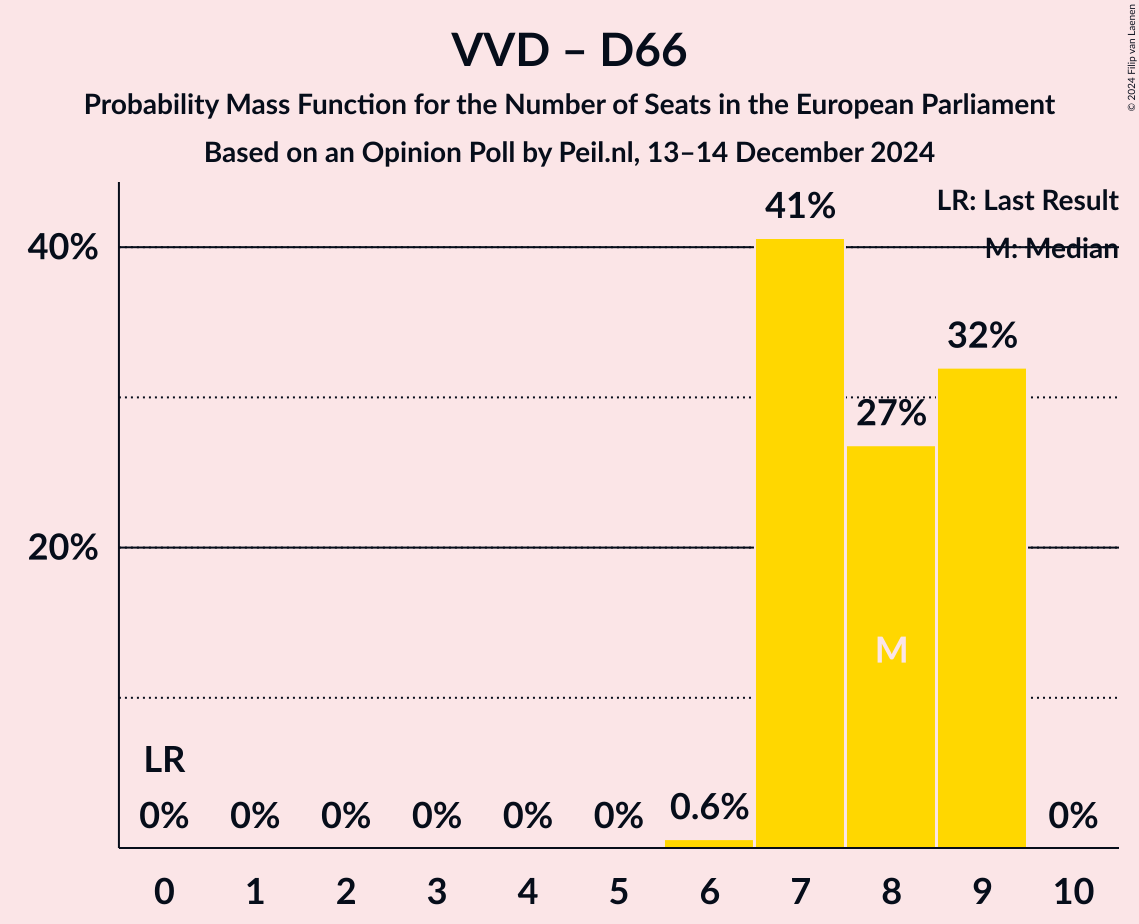 VVD – D66
Probability Mass Function for the Number of Seats in the European Parliament
Based on an Opinion Poll by Peil.nl, 13–14 December 2024
© 2024 Filip van Laenen
LR: Last Result
M: Median
41%
40%
32%
27%
20%
M
LR
0% 0% 0% 0% 0% 0% 0.6% 0%
0 1 2 3 4 5 6 7 8 9 10